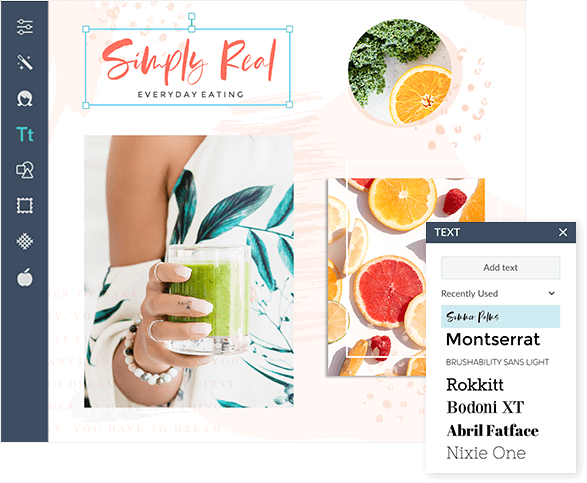 Simply Real
EVERYDAY EATING
Tt
TEXT
Add text
Recently Used
Summer Palms
Montserrat
BRUSHABILITY SANS LIGHT
Rokkitt
Bodoni XT
Abril Fatface
Nixie One
YOU HAVE TO DREAM